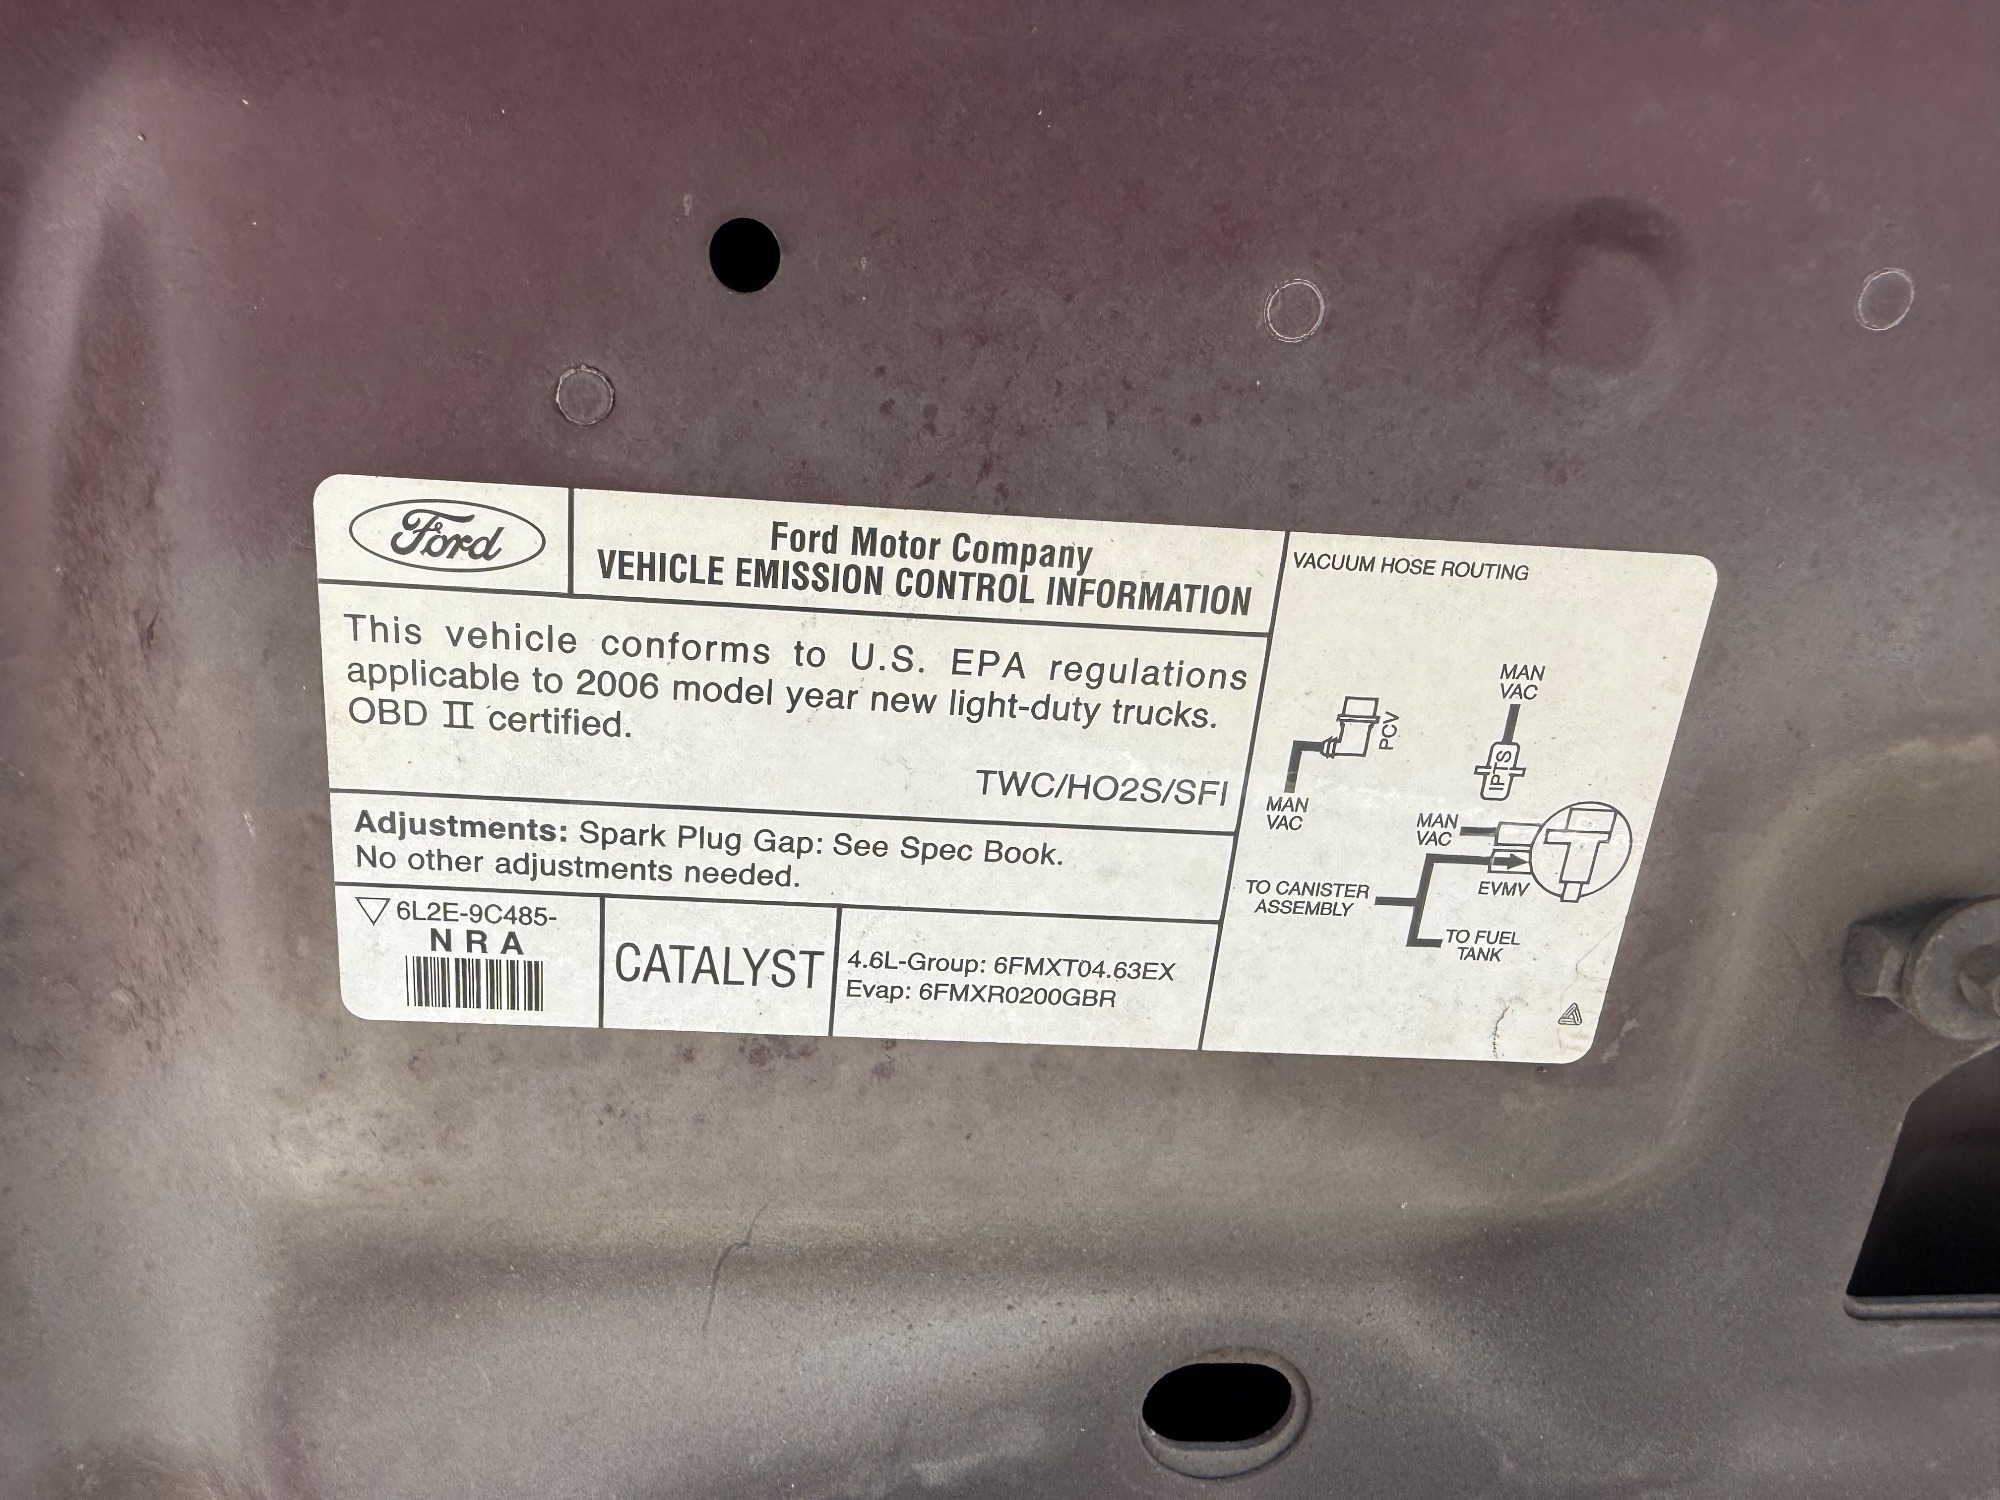 Ford
Ford Motor Company
VEHICLE EMISSION CONTROL INFORMATION
This vehicle conforms to U.S. EPA regulations
applicable to 2006 model year new light-duty trucks.
OBD II certified.
TWC/HO2S/SFI
Adjustments: Spark Plug Gap: See Spec Book.
No other adjustments needed.
6L2E-9C485-
N R A
CATALYST
4.6L-Group: 6FMXT04.63EX
Evap: 6FMXR0200GBR
VACUUM HOSE ROUTING
MAN
VAC
PCV
IPTS
MAN
VAC
MAN
VAC
EVMV
TO CANISTER
ASSEMBLY
TO FUEL
TANK